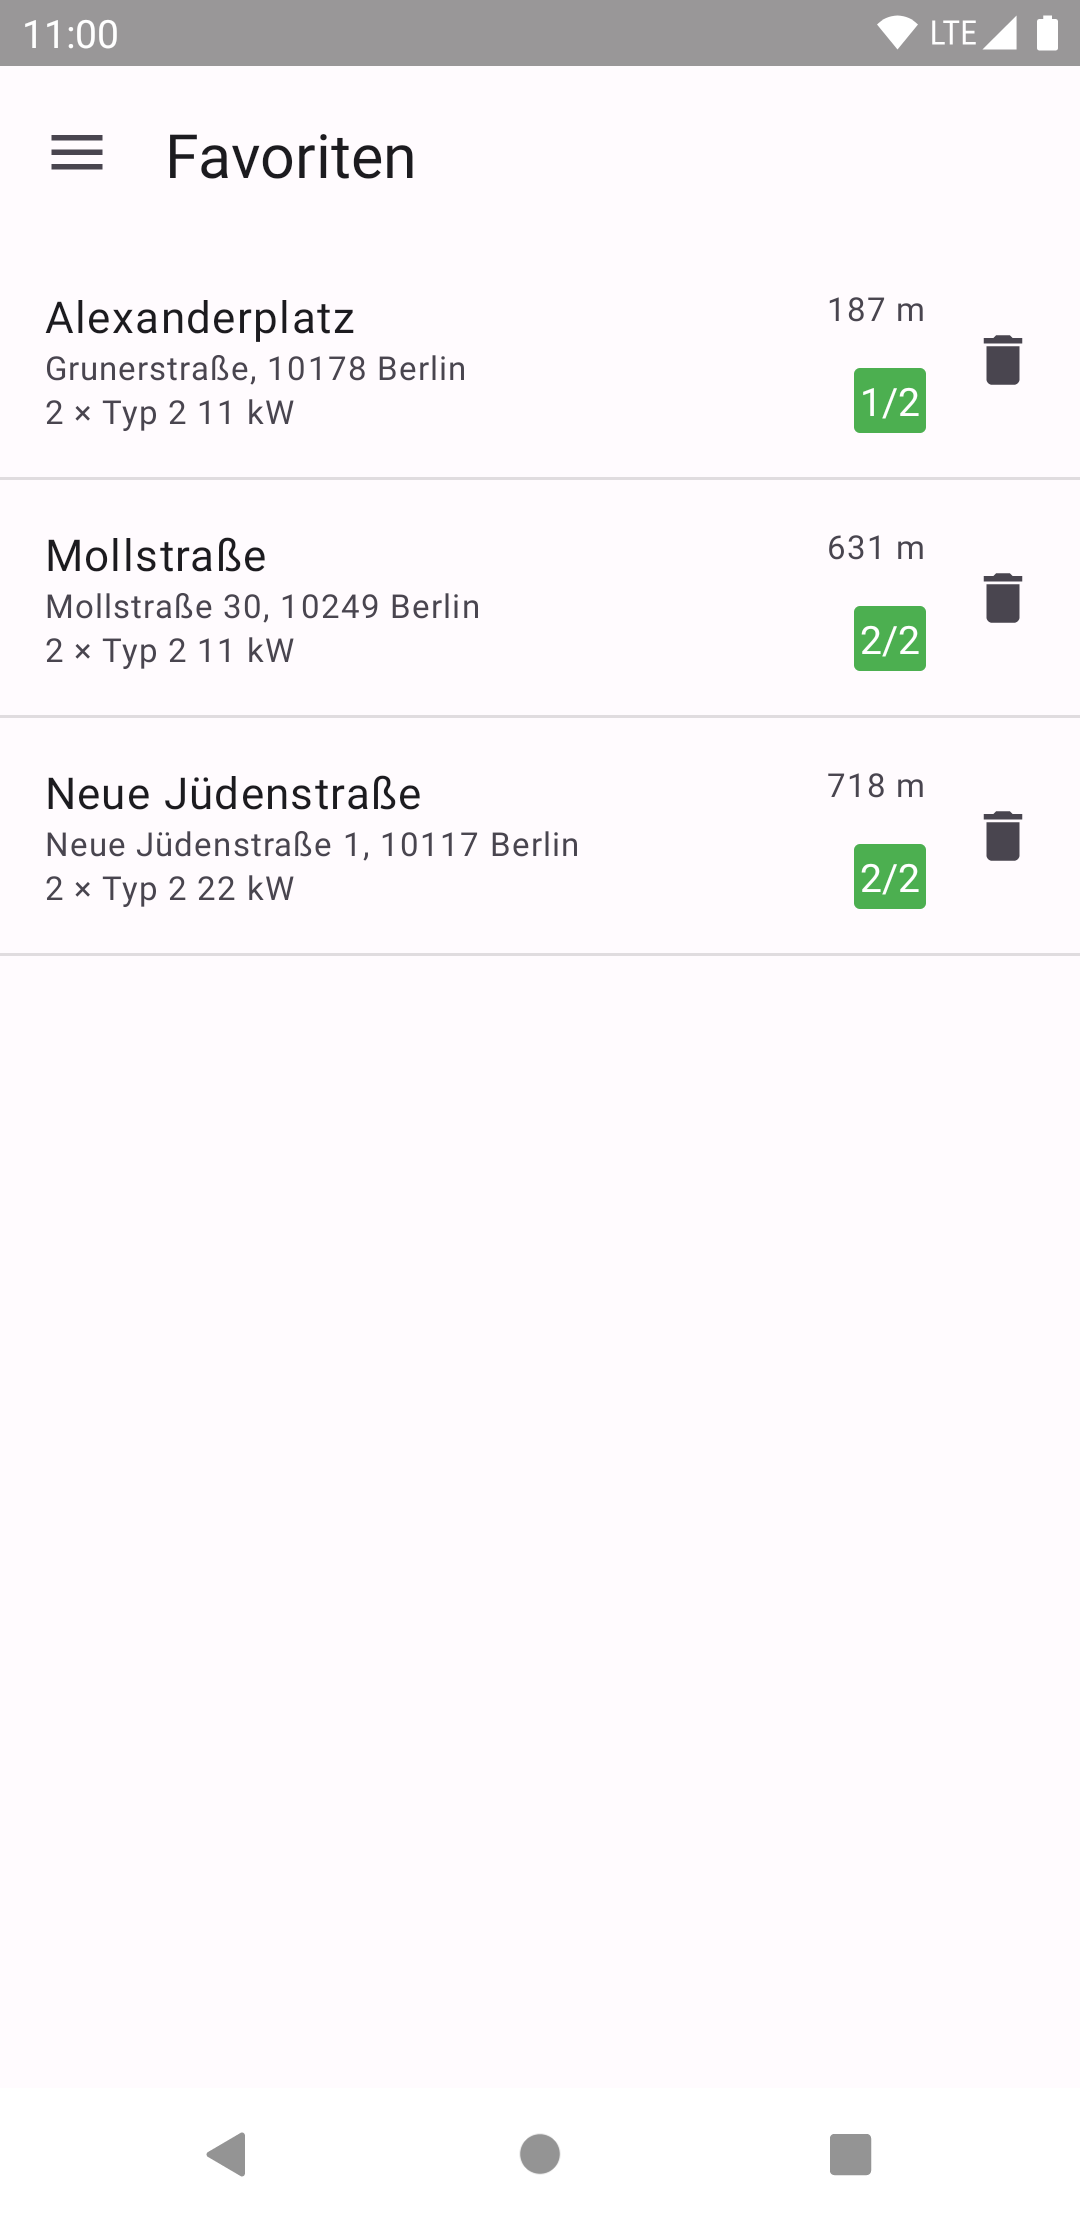 11:00 LTE
Favoriten
Alexanderplatz
187 m
Grunerstraße, 10178 Berlin
2 × Typ 2 11 kW
1/2
Mollstraße
631 m
Mollstraße 30, 10249 Berlin
2 × Typ 2 11 kW
2/2
Neue Jüdenstraße
718 m
Neue Jüdenstraße 1, 10117 Berlin
2 × Typ 2 22 kW
2/2